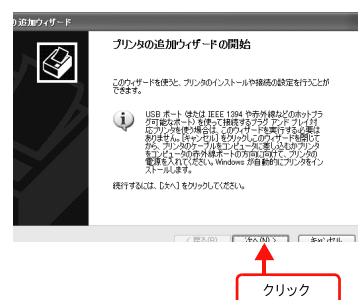 の追加ウィザード
プリンタの追加ウィザードの開始
このウィザードを使うと、プリンタのインストールや接続の設定を行うことが
できます。
USB ポート (または IEEE 1394 や赤外線などのホットプラ
グ可能なポート) を使って接続するプラグ アンド プレイ対
応プリンタを使う場合は、このウィザードを実行する必要は
ありません。[キャンセル] をクリックしこのウィザードを閉じて
から、プリンタのケーブルをコンピュータに差し込むかプリンタ
をコンピュータの赤外線ポートの方向に向けて、プリンタの
電源を入れてください。Windows が自動的にプリンタをイン
ストールします。
続行するには、[次へ] をクリックしてください。
< 戻る(B) 次へ(N) > キャンセル
クリック